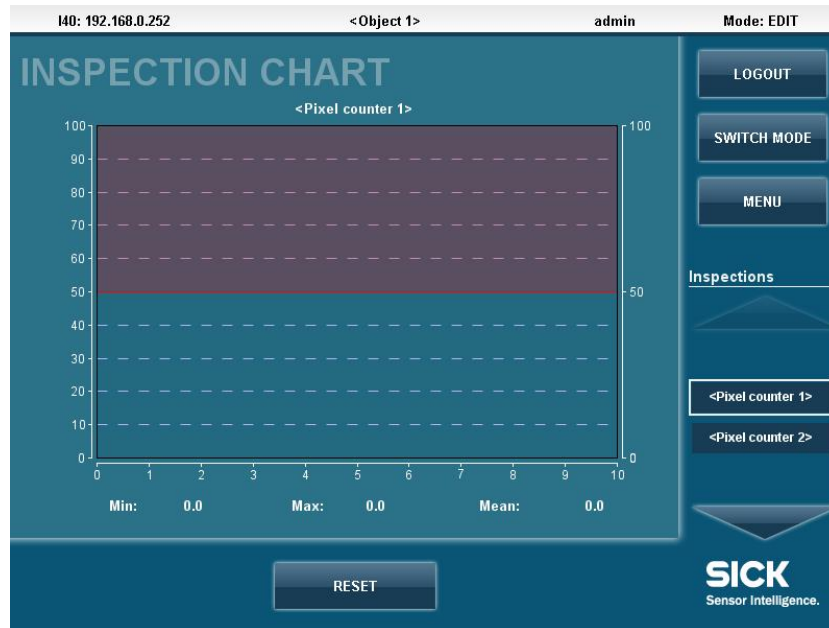 I40: 192.168.0.252 <Object 1> admin Mode: EDIT
INSPECTION CHART
<Pixel counter 1>
100 100
90
80
70
60
50 50
40
30
20
10
0 0
0 1 2 3 4 5 6 7 8 9 10
Min: 0.0 Max: 0.0 Mean: 0.0
RESET
LOGOUT
SWITCH MODE
MENU
Inspections
<Pixel counter 1>
<Pixel counter 2>
SICK
Sensor Intelligence.